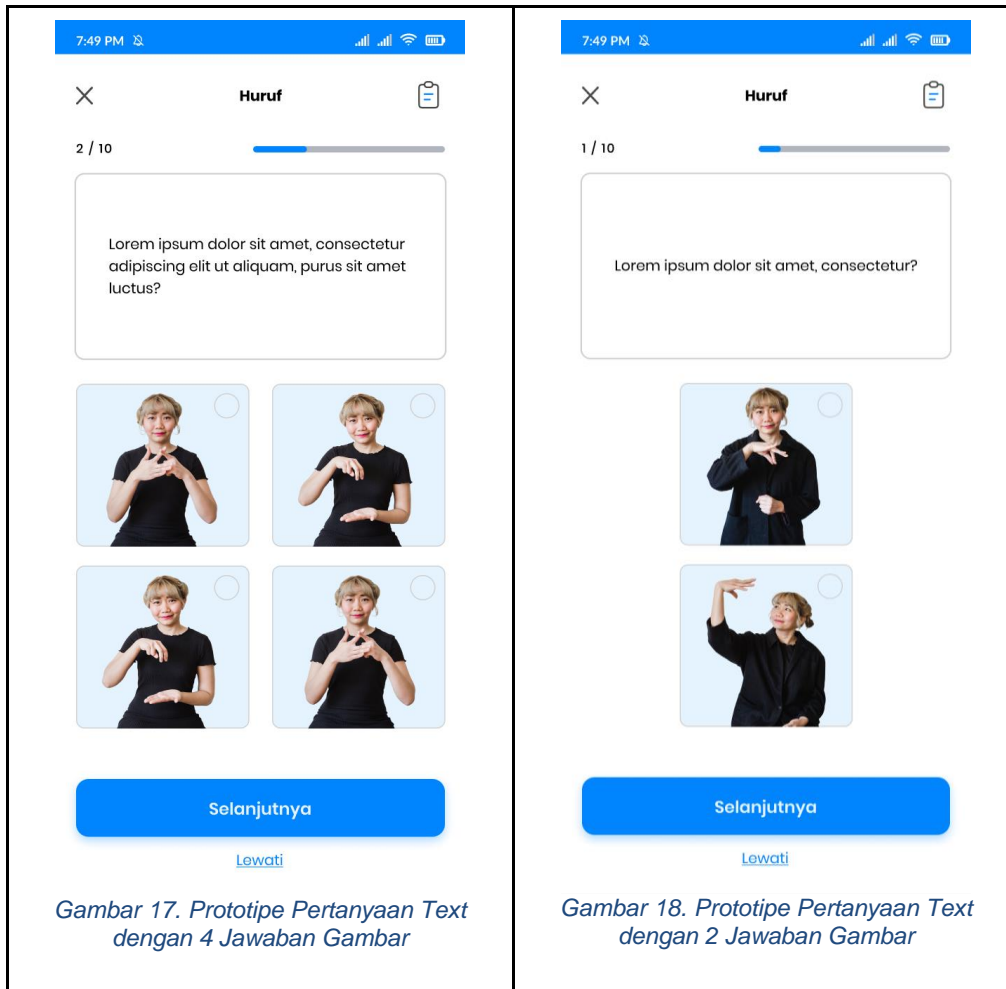 7:49 PM
Huruf
2 / 10
Lorem ipsum dolor sit amet, consectetur
adipiscing elit ut aliquam, purus sit amet
luctus?
Selanjutnya
Lewati
Gambar 17. Prototipe Pertanyaan Text
dengan 4 Jawaban Gambar
7:49 PM
Huruf
1 / 10
Lorem ipsum dolor sit amet, consectetur?
Selanjutnya
Lewati
Gambar 18. Prototipe Pertanyaan Text
dengan 2 Jawaban Gambar